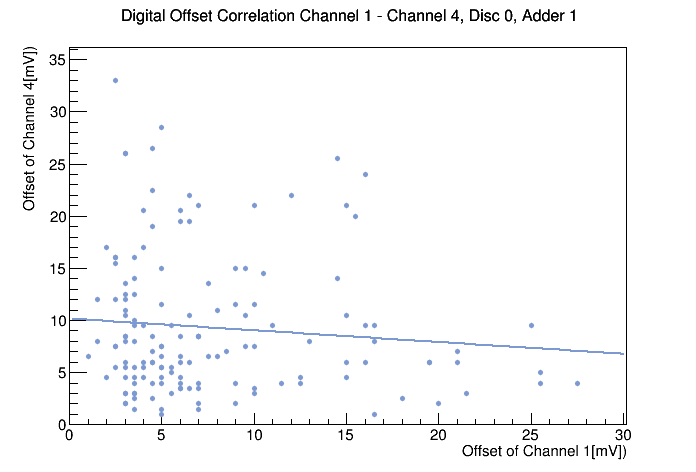 Digital Offset Correlation Channel 1 - Channel 4, Disc 0, Adder 1
Offset of Channel 4[mV])
35
30
25
20
15
10
5
0
0 5 10 15 20 25 30
Offset of Channel 1[mV])